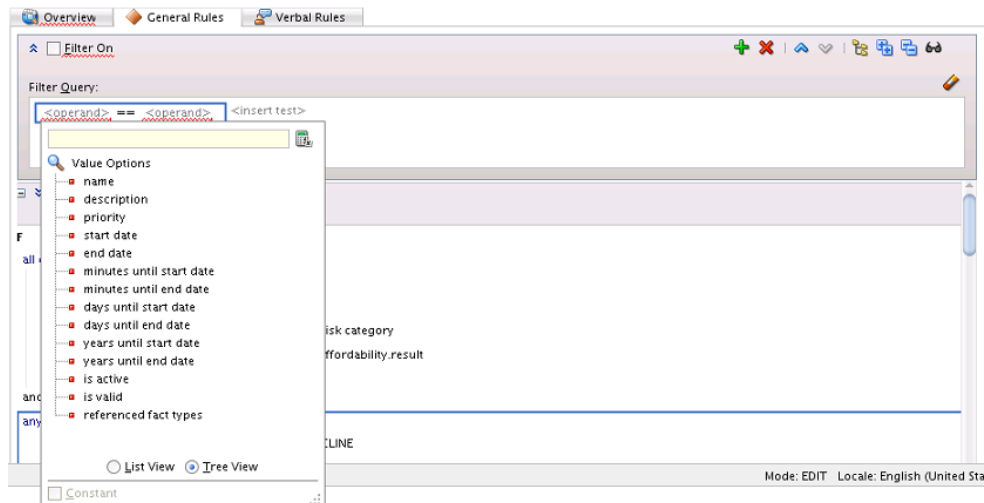 Overview General Rules Verbal Rules
Filter On
Filter Query:
<operand> == <operand> <insert test>
Value Options
name
description
priority
start date
end date
minutes until start date
minutes until end date
days until start date
days until end date
years until start date
years until end date
is active
is valid
referenced fact types
List View Tree View
Constant
F
all
isk category
ffordability.result
and
any
CLINE
Mode: EDIT Locale: English (United Sta